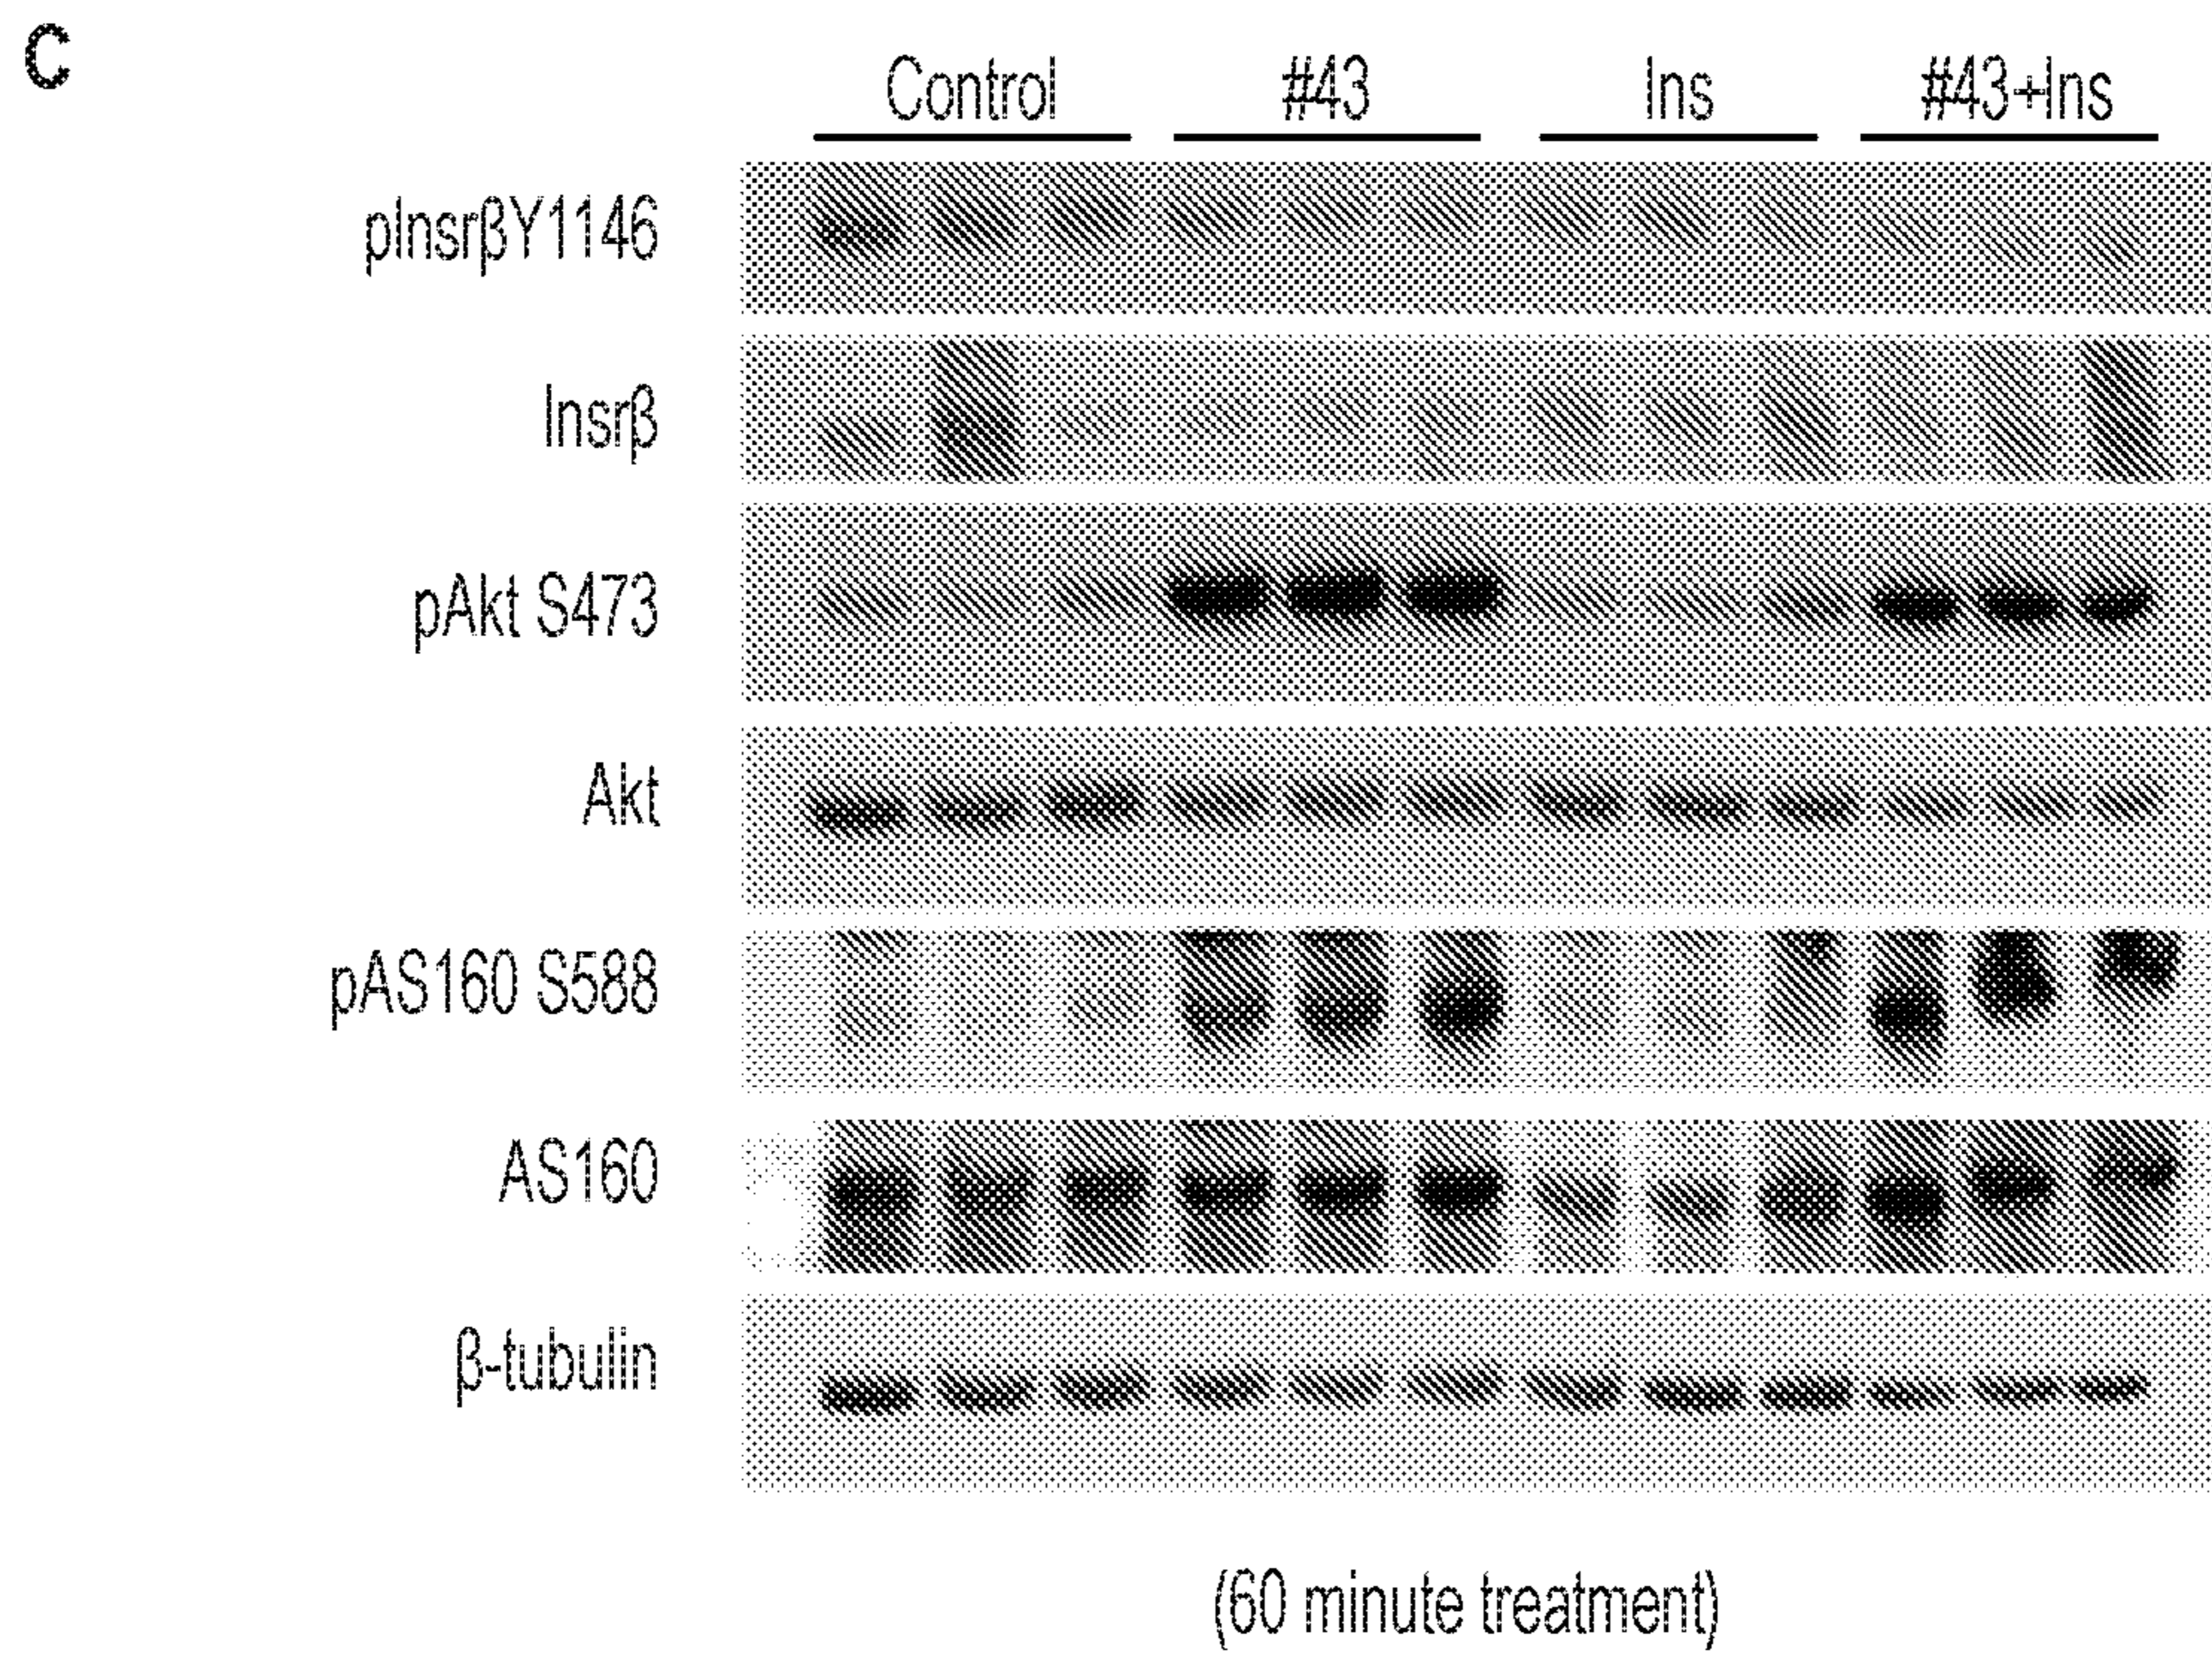 C
Control #43 Ins #43+Ins
pInsrβY1146
Insrβ
pAkt S473
Akt
pAS160 S588
AS160
β-tubulin
(60 minute treatment)